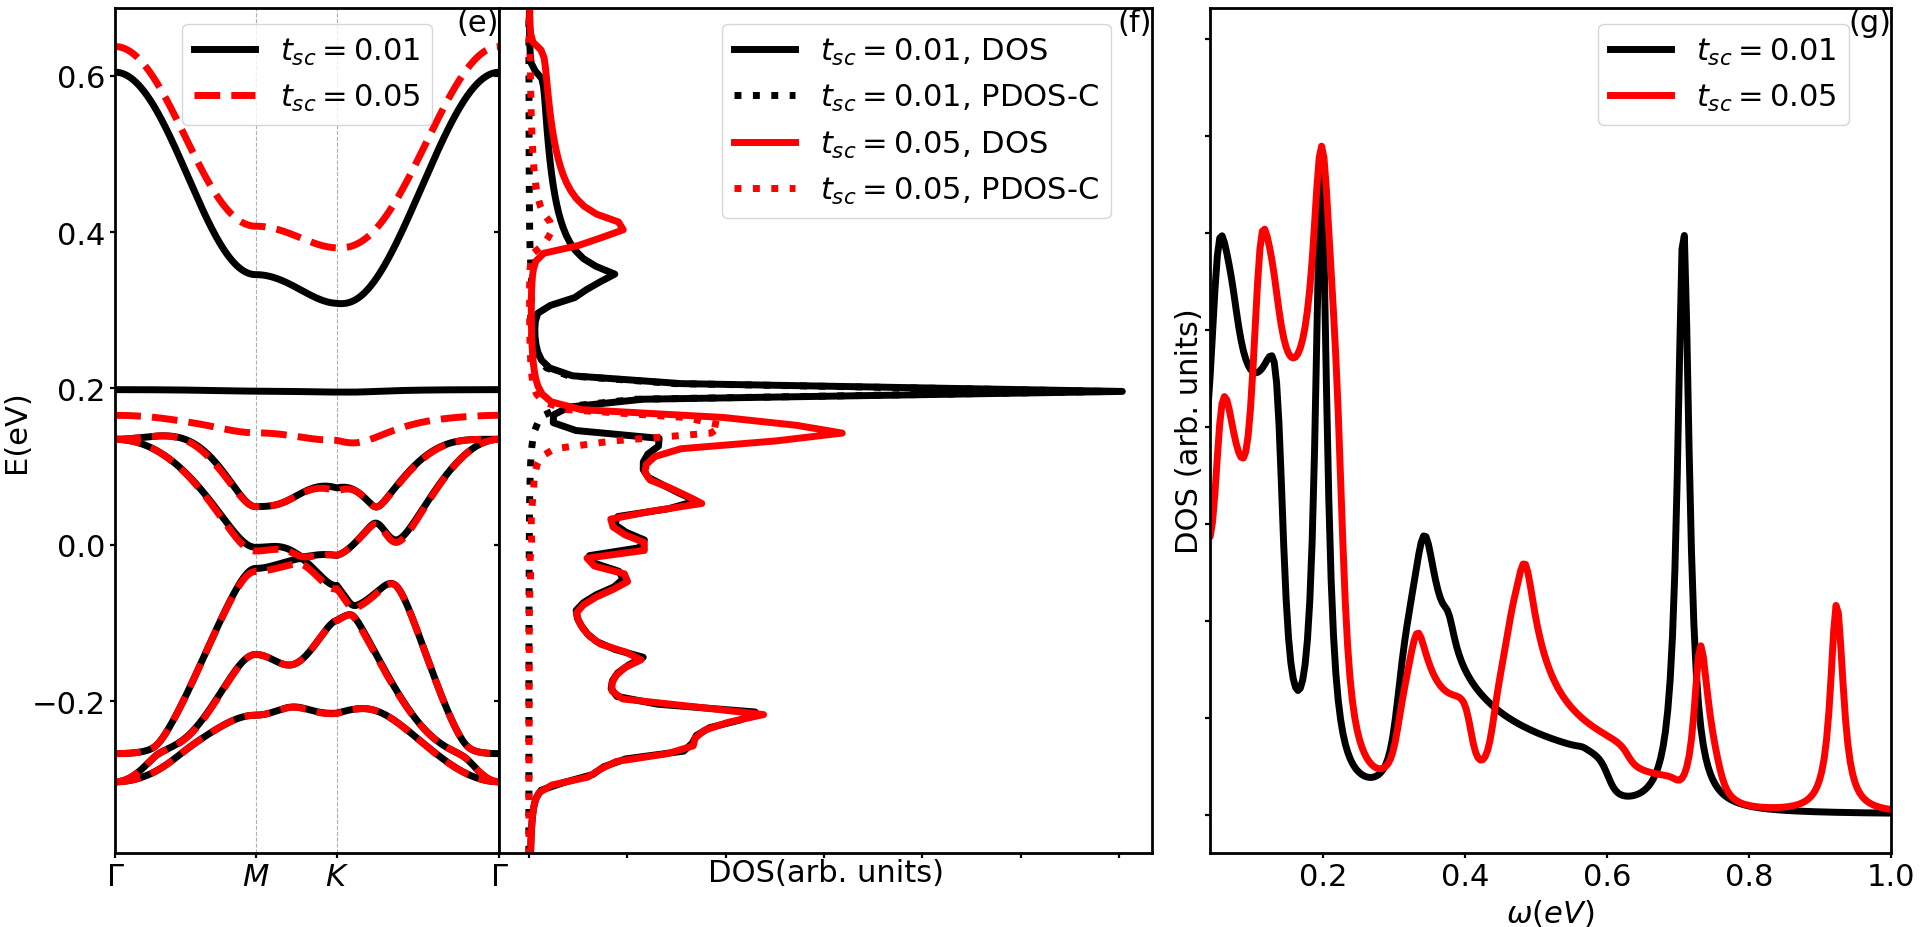 (e)
t_sc = 0.01
t_sc = 0.05
E(eV)
0.6
0.4
0.2
0.0
−0.2
Γ M K Γ
(f)
t_sc = 0.01, DOS
t_sc = 0.01, PDOS-C
t_sc = 0.05, DOS
t_sc = 0.05, PDOS-C
DOS(arb. units)
(g)
t_sc = 0.01
t_sc = 0.05
DOS (arb. units)
0.2 0.4 0.6 0.8 1.0
ω(eV)